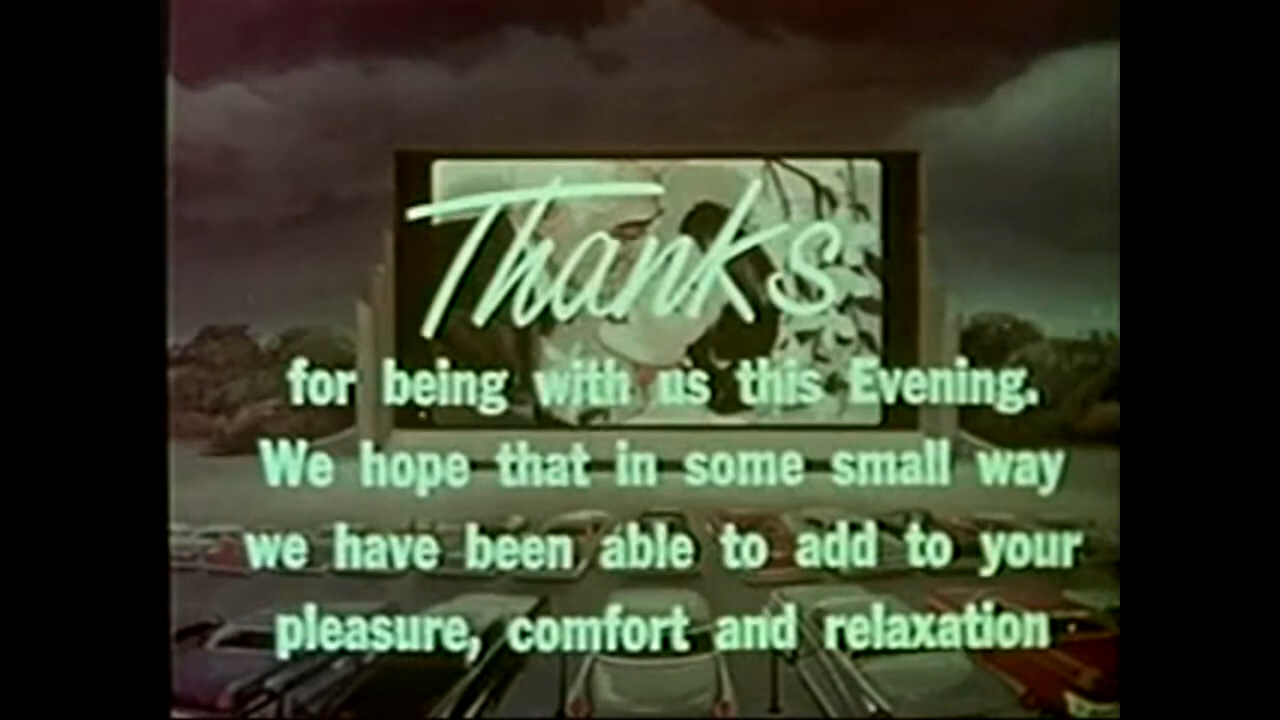 Thanks
for being with us this Evening.
We hope that in some small way
we have been able to add to your
pleasure, comfort and relaxation